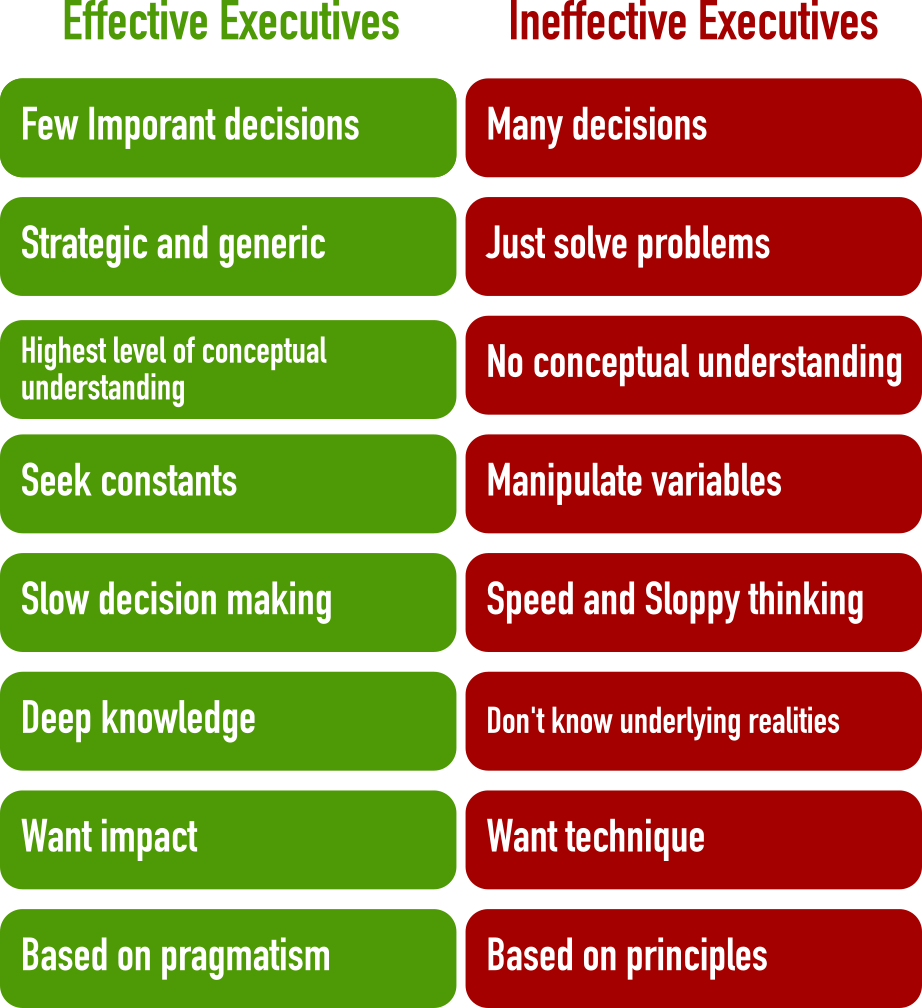 Effective Executives
Ineffective Executives
Few Imporant decisions
Many decisions
Strategic and generic
Just solve problems
Highest level of conceptual
understanding
No conceptual understanding
Seek constants
Manipulate variables
Slow decision making
Speed and Sloppy thinking
Deep knowledge
Don't know underlying realities
Want impact
Want technique
Based on pragmatism
Based on principles